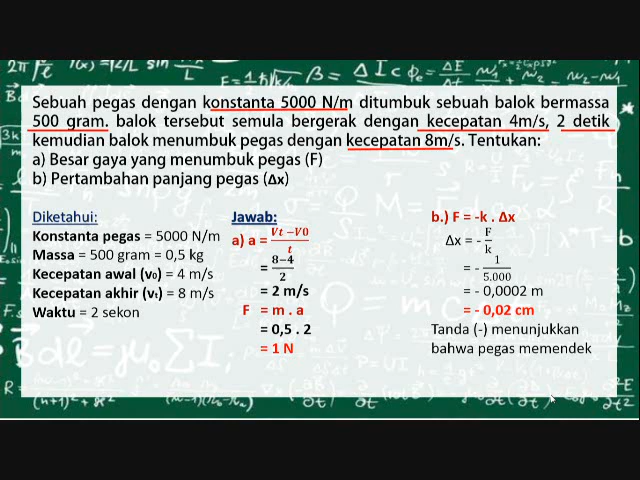 Sebuah pegas dengan konstanta 5000 N/m ditumbuk sebuah balok bermassa
500 gram. balok tersebut semula bergerak dengan kecepatan 4m/s, 2 detik
kemudian balok menumbuk pegas dengan kecepatan 8m/s. Tentukan:
a) Besar gaya yang menumbuk pegas (F)
b) Pertambahan panjang pegas (Δx)
Diketahui:
Konstanta pegas = 5000 N/m
Massa = 500 gram = 0,5 kg
Kecepatan awal (v₀) = 4 m/s
Kecepatan akhir (vₜ) = 8 m/s
Waktu = 2 sekon
Jawab:
a) a = Vt −V0 / t
= 8−4 / 2
= 2 m/s
F = m . a
= 0,5 . 2
= 1 N
b.) F = -k . Δx
Δx = - F / k
= - 1 / 5.000
= - 0,0002 m
= - 0,02 cm
Tanda (-) menunjukkan
bahwa pegas memendek